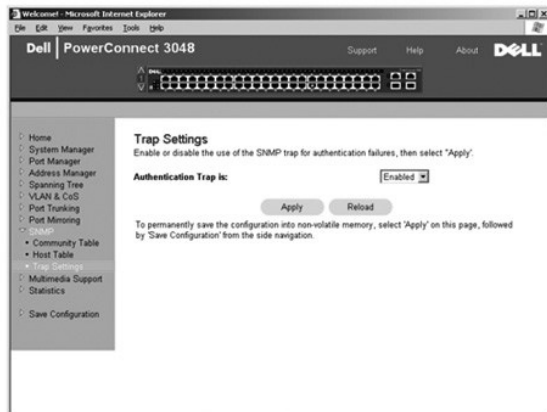 Welcome! - Microsoft Internet Explorer
File Edit View Favorites Tools Help
Dell PowerConnect 3048
Support Help About DELL
Home
System Manager
Port Manager
Address Manager
Spanning Tree
VLAN & CoS
Port Trunking
Port Mirroring
SNMP
Community Table
Host Table
Trap Settings
Multimedia Support
Statistics
Save Configuration
Trap Settings
Enable or disable the use of the SNMP trap for authentication failures, then select "Apply'.
Authentication Trap is: Enabled
Apply Reload
To permanently save the configuration into non-volatile memory, select 'Apply' on this page, followed
by 'Save Configuration' from the side navigation.